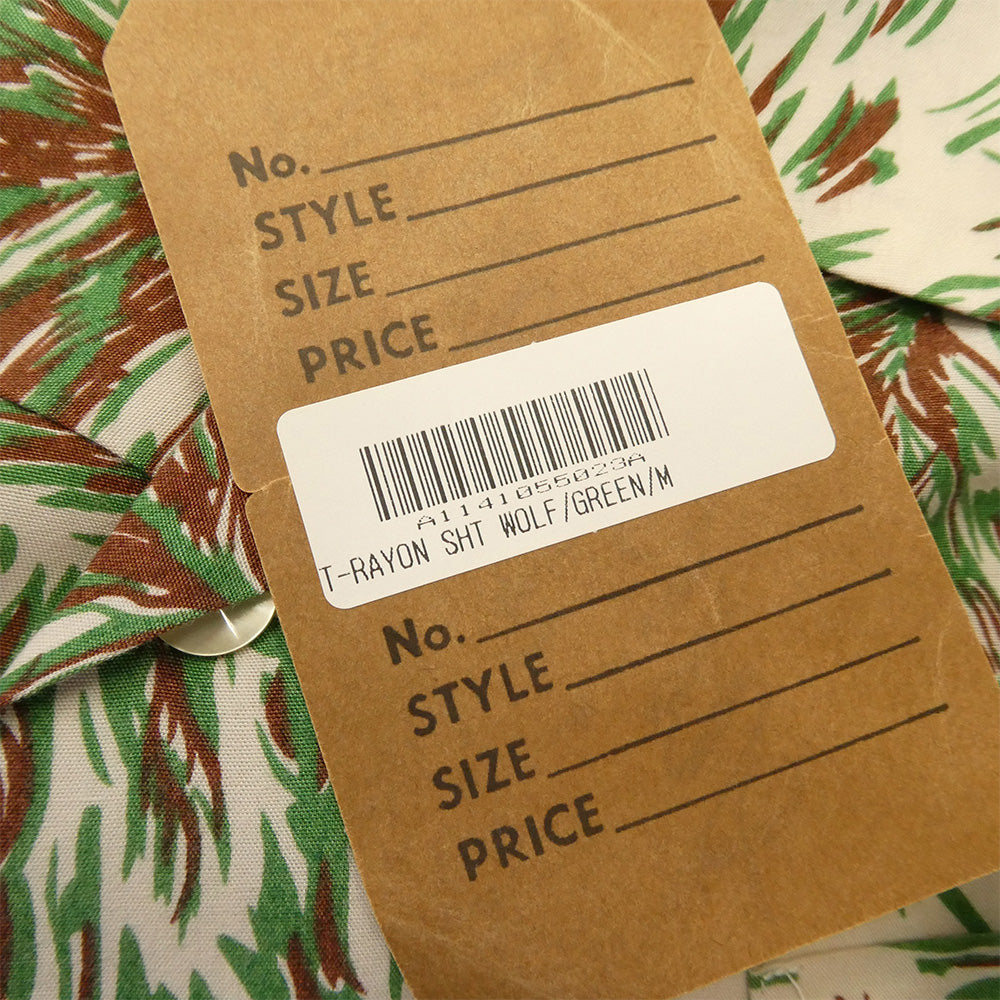 No.
STYLE
SIZE
PRICE
A1141055023A
T-RAYON SHT WOLF/GREEN/M
No.
STYLE
SIZE
PRICE